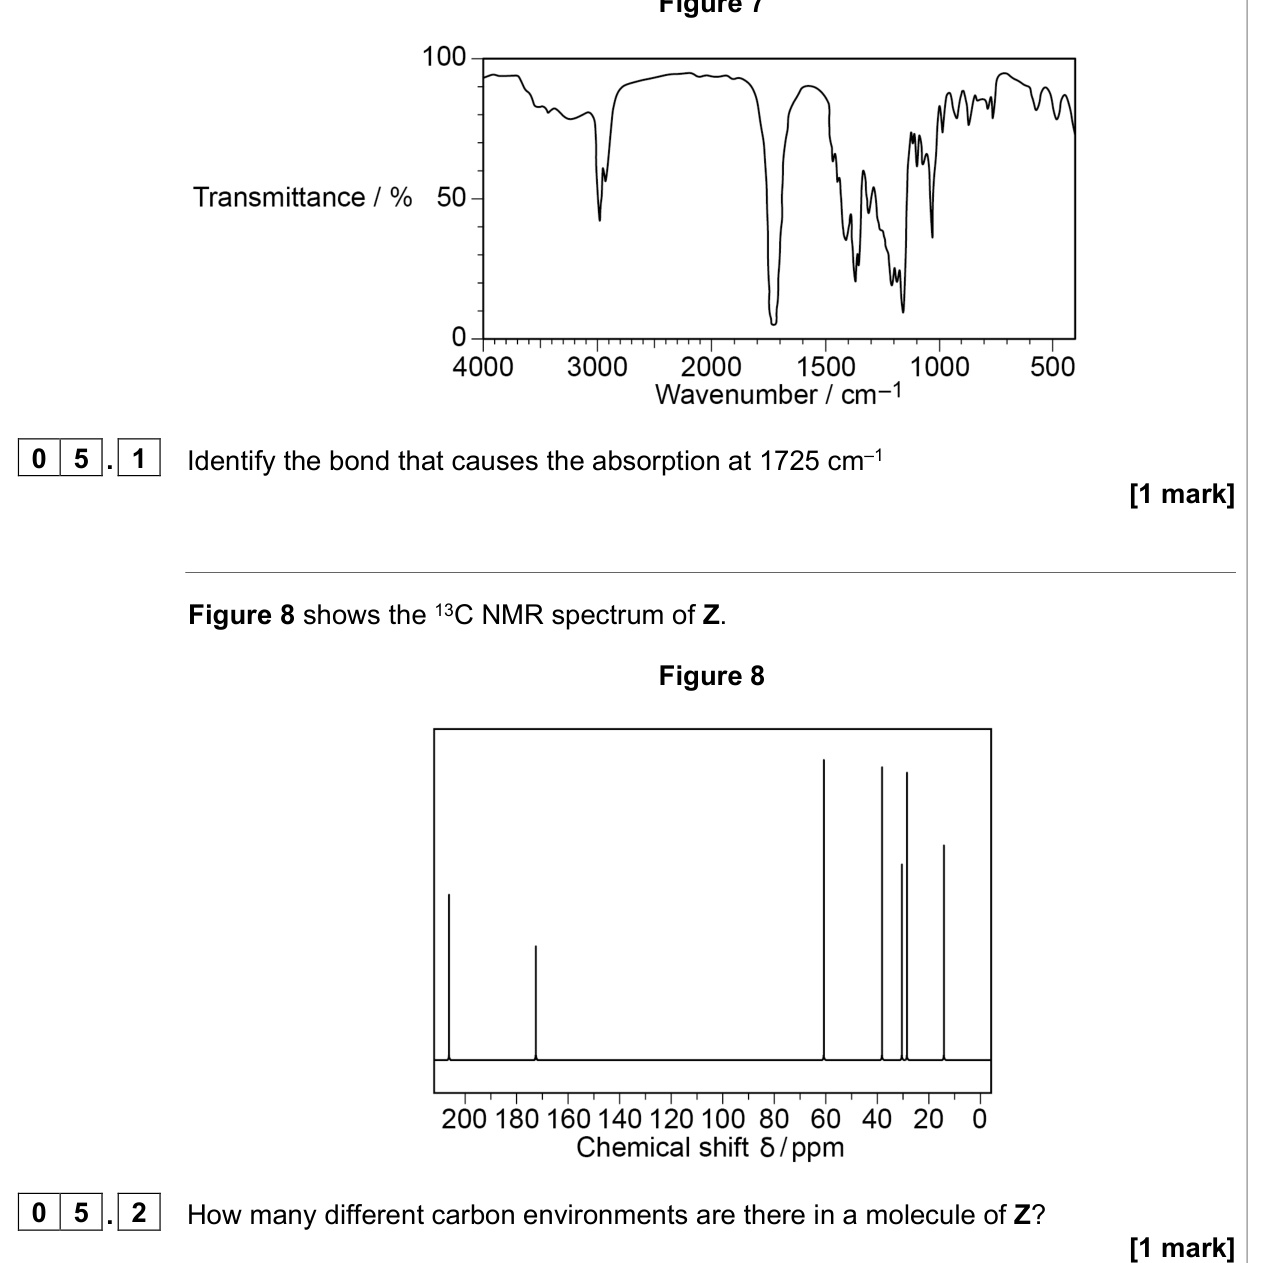 Figure 7
100
Transmittance / % 50
0
4000 3000 2000 1500 1000 500
Wavenumber / cm⁻¹
0 5 . 1 Identify the bond that causes the absorption at 1725 cm⁻¹
[1 mark]
Figure 8 shows the ¹³C NMR spectrum of Z.
Figure 8
200 180 160 140 120 100 80 60 40 20 0
Chemical shift δ / ppm
0 5 . 2 How many different carbon environments are there in a molecule of Z?
[1 mark]